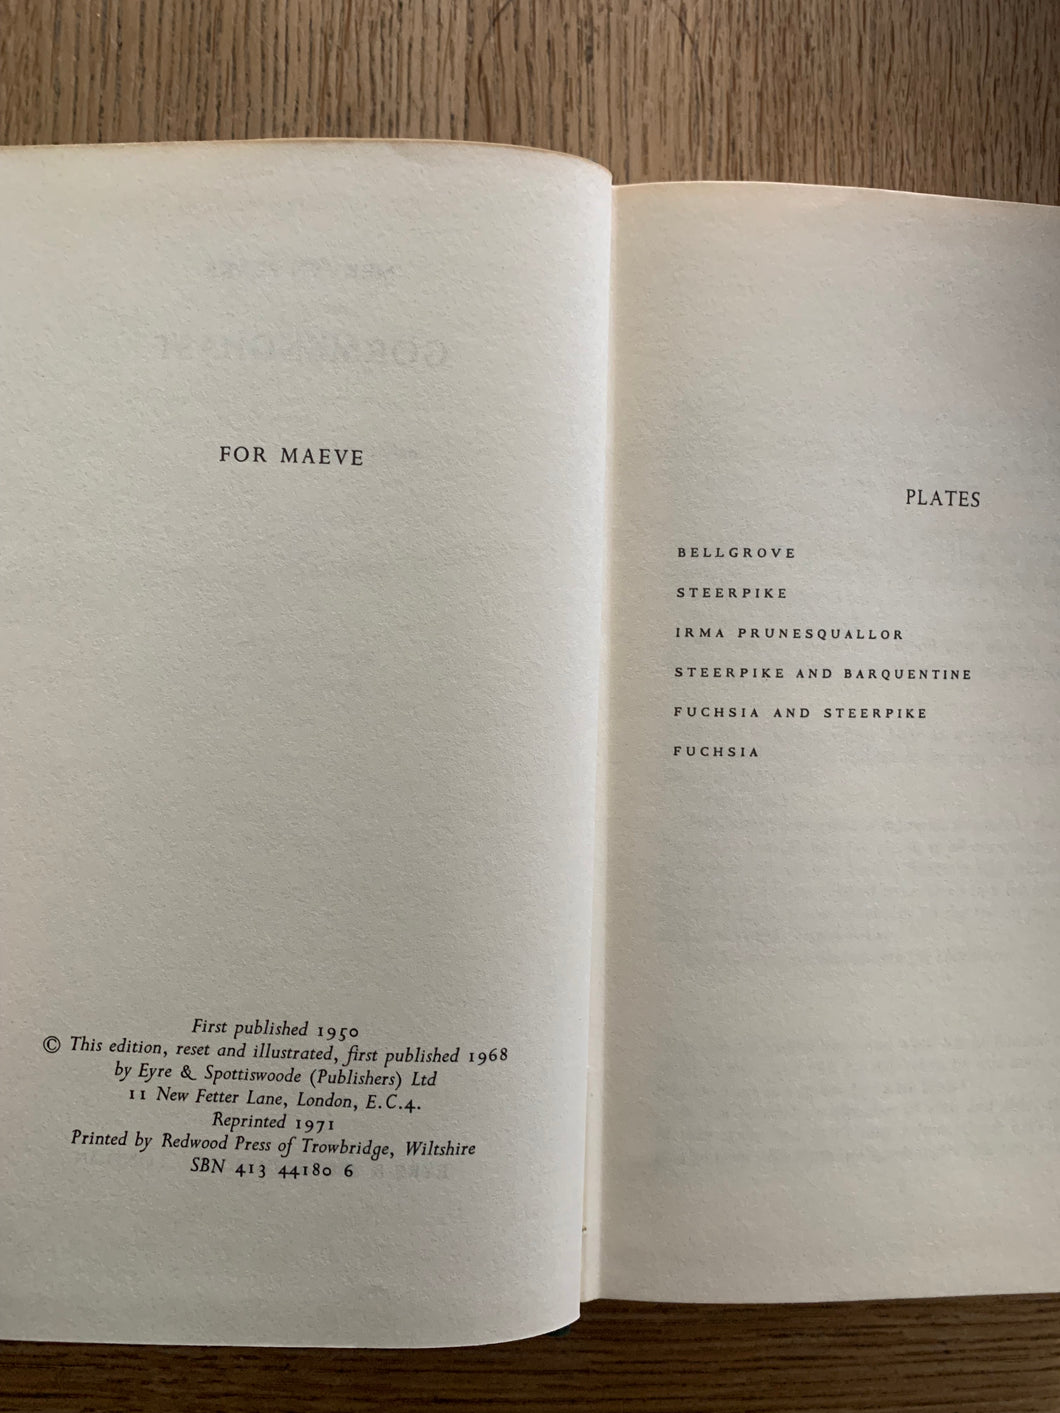 FOR MAEVE
First published 1950
© This edition, reset and illustrated, first published 1968
by Eyre & Spottiswoode (Publishers) Ltd
11 New Fetter Lane, London, E.C.4.
Reprinted 1971
Printed by Redwood Press of Trowbridge, Wiltshire
SBN 413 44180 6
PLATES
BELLGROVE
STEERPIKE
IRMA PRUNESQUALLOR
STEERPIKE AND BARQUENTINE
FUCHSIA AND STEERPIKE
FUCHSIA